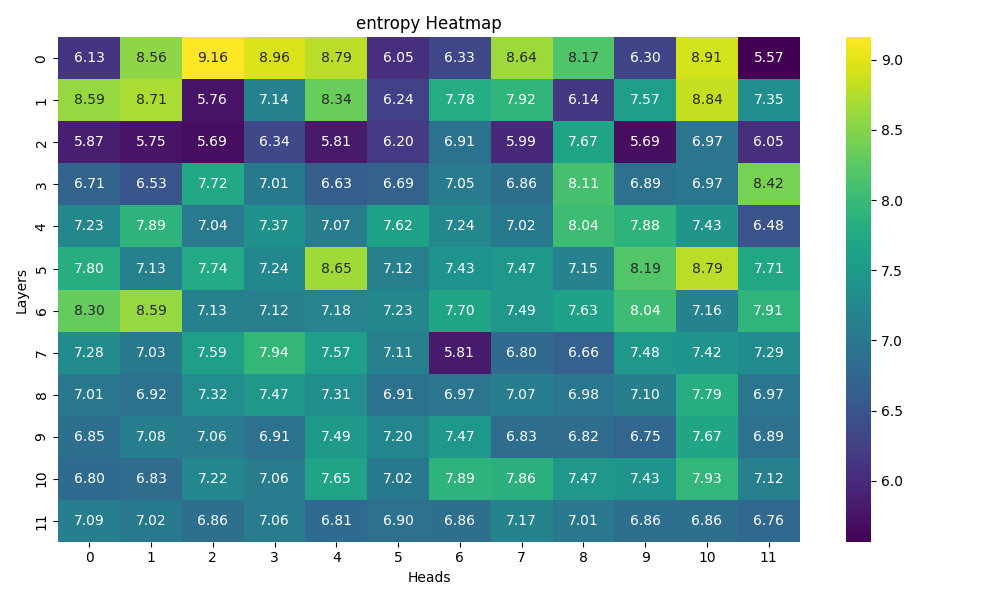 entropy Heatmap
0 6.13 8.56 9.16 8.96 8.79 6.05 6.33 8.64 8.17 6.30 8.91 5.57
1 8.59 8.71 5.76 7.14 8.34 6.24 7.78 7.92 6.14 7.57 8.84 7.35
2 5.87 5.75 5.69 6.34 5.81 6.20 6.91 5.99 7.67 5.69 6.97 6.05
3 6.71 6.53 7.72 7.01 6.63 6.69 7.05 6.86 8.11 6.89 6.97 8.42
4 7.23 7.89 7.04 7.37 7.07 7.62 7.24 7.02 8.04 7.88 7.43 6.48
5 7.80 7.13 7.74 7.24 8.65 7.12 7.43 7.47 7.15 8.19 8.79 7.71
6 8.30 8.59 7.13 7.12 7.18 7.23 7.70 7.49 7.63 8.04 7.16 7.91
7 7.28 7.03 7.59 7.94 7.57 7.11 5.81 6.80 6.66 7.48 7.42 7.29
8 7.01 6.92 7.32 7.47 7.31 6.91 6.97 7.07 6.98 7.10 7.79 6.97
9 6.85 7.08 7.06 6.91 7.49 7.20 7.47 6.83 6.82 6.75 7.67 6.89
10 6.80 6.83 7.22 7.06 7.65 7.02 7.89 7.86 7.47 7.43 7.93 7.12
11 7.09 7.02 6.86 7.06 6.81 6.90 6.86 7.17 7.01 6.86 6.86 6.76
0 1 2 3 4 5 6 7 8 9 10 11
Heads
Layers
9.0
8.5
8.0
7.5
7.0
6.5
6.0